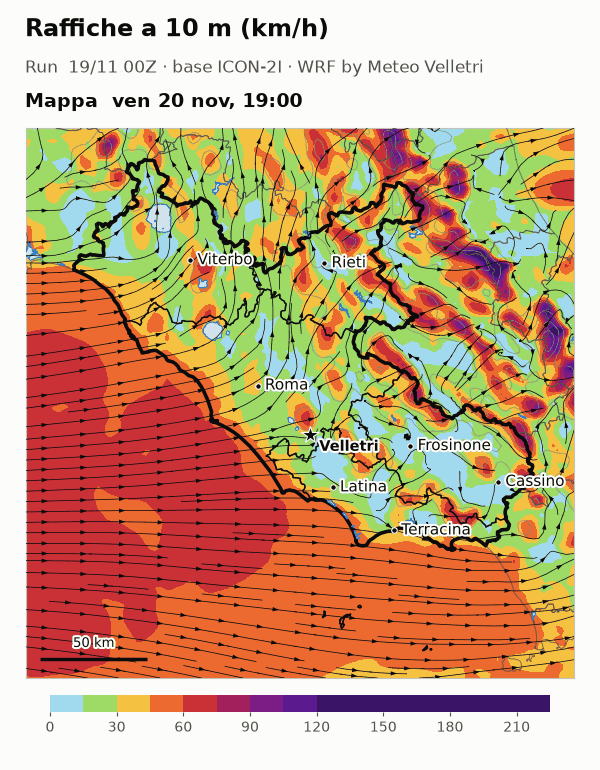 Raffiche a 10 m (km/h)
Run  19/11 00Z · base ICON-2I · WRF by Meteo Velletri
Mappa  ven 20 nov, 19:00
Viterbo
Rieti
Roma
Velletri
Frosinone
Latina
Cassino
Terracina
50 km
0 30 60 90 120 150 180 210